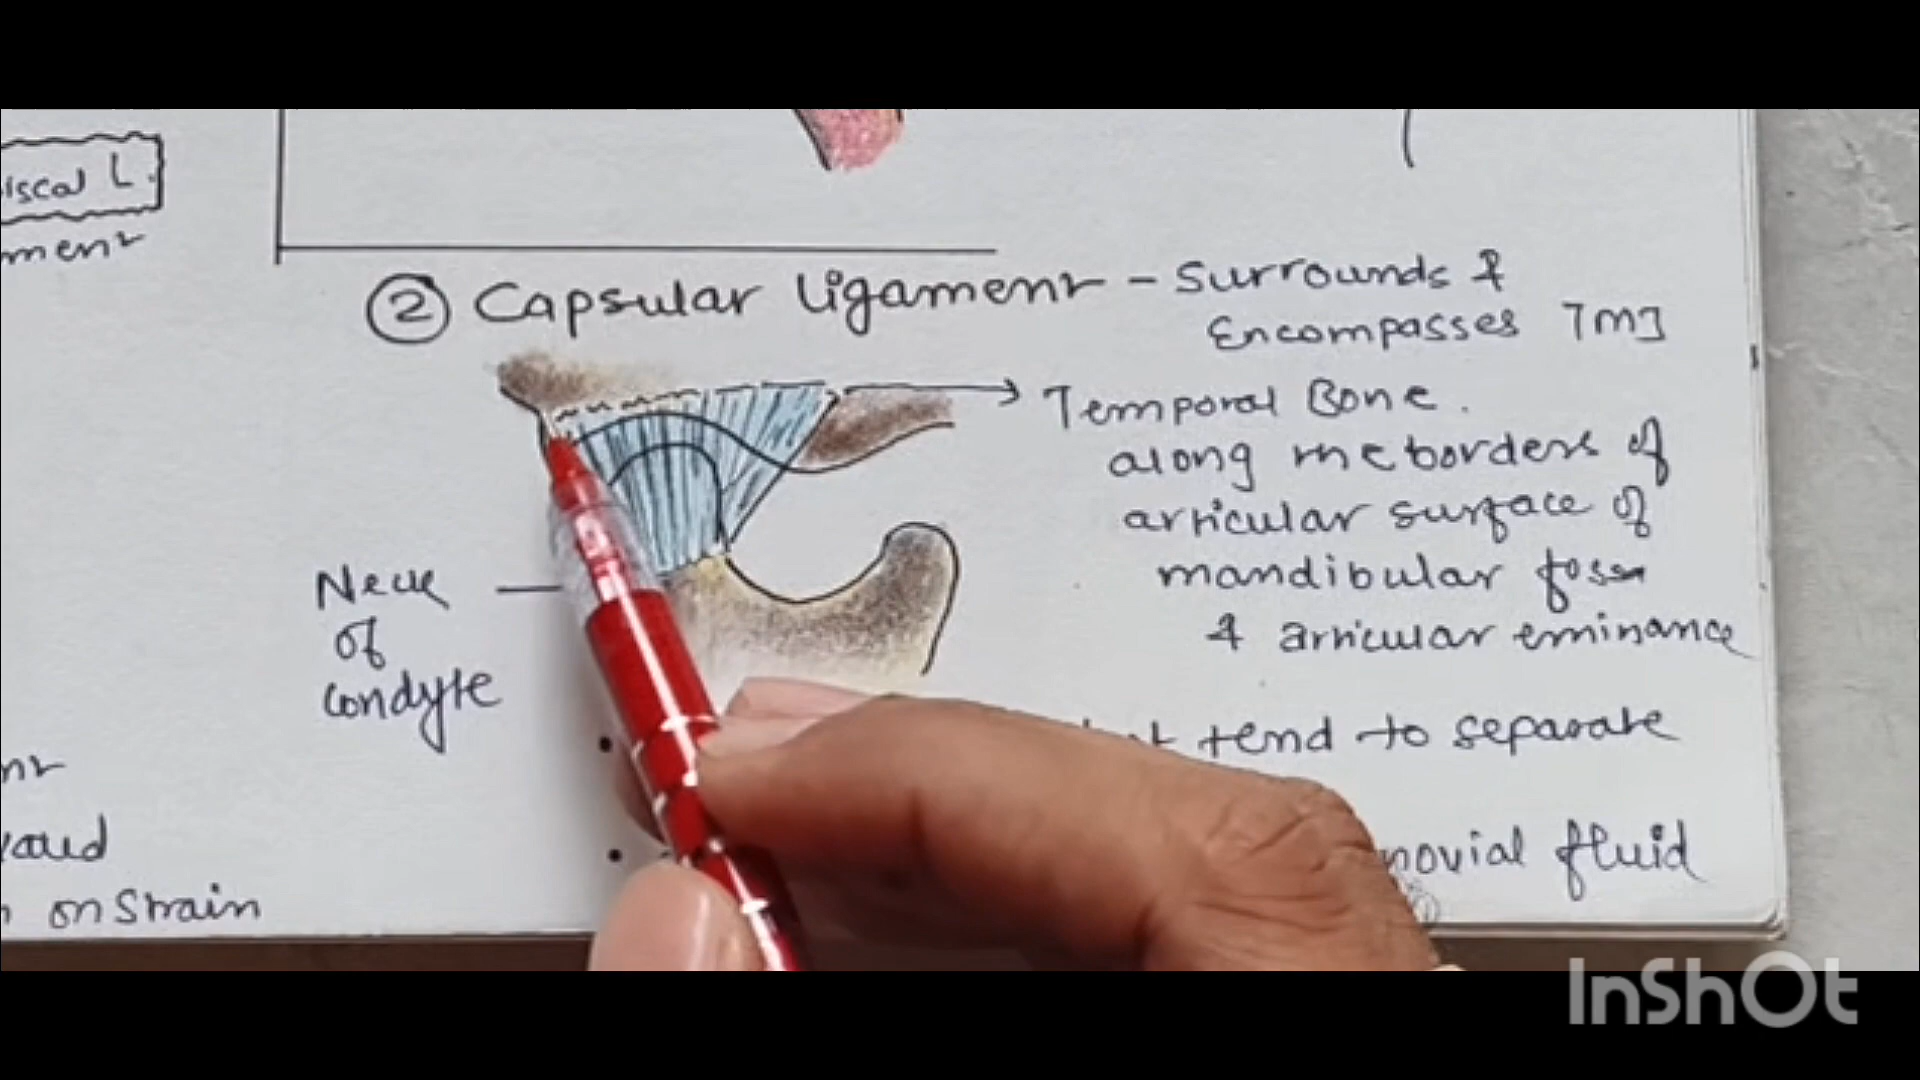 iscal L.
ment
② Capsular ligament - Surrounds &
Encompasses TMJ
Temporal Bone.
along the borders of
articular surface of
mandibular fossa
& articular eminance
Neck
of
condyle
• tend to separate
• novial fluid
on strain
InShOt